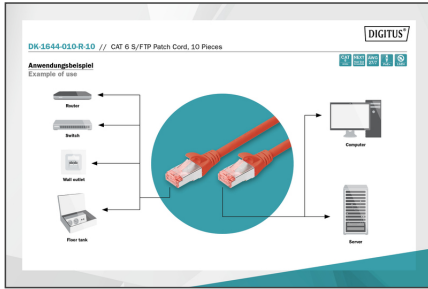 DIGITUS®
DK-1644-010-R-10 // CAT 6 S/FTP Patch Cord, 10 Pieces
Anwendungsbeispiel
Example of use
Router
Switch
Wall outlet
Floor tank
Computer
Server